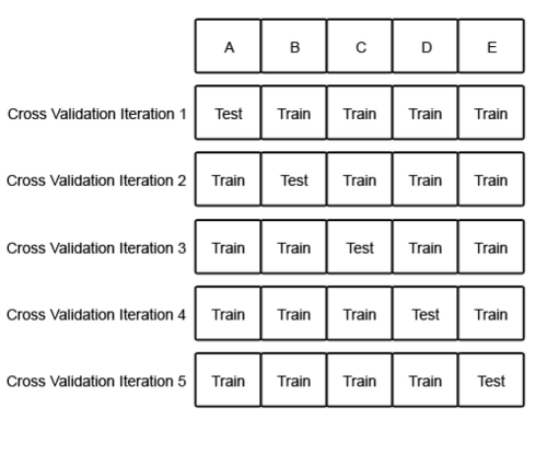 A B C D E
Cross Validation Iteration 1 Test Train Train Train Train
Cross Validation Iteration 2 Train Test Train Train Train
Cross Validation Iteration 3 Train Train Test Train Train
Cross Validation Iteration 4 Train Train Train Test Train
Cross Validation Iteration 5 Train Train Train Train Test